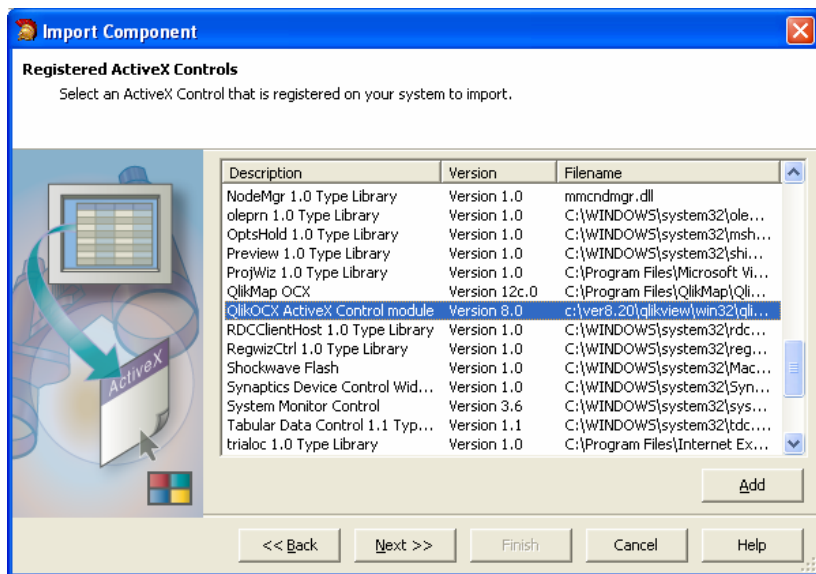 Import Component
Registered ActiveX Controls
Select an ActiveX Control that is registered on your system to import.
Description Version Filename
NodeMgr 1.0 Type Library Version 1.0 mmcndmgr.dll
oleprn 1.0 Type Library Version 1.0 C:\WINDOWS\system32\ole...
OptsHold 1.0 Type Library Version 1.0 C:\WINDOWS\system32\msh...
Preview 1.0 Type Library Version 1.0 C:\WINDOWS\system32\shi...
ProjWiz 1.0 Type Library Version 1.0 C:\Program Files\Microsoft Vi...
QlikMap OCX Version 12c.0 C:\Program Files\QlikMap\Qli...
QlikOCX ActiveX Control module Version 8.0 c:\ver8.20\qlikview\win32\qli...
RDCClientHost 1.0 Type Library Version 1.0 C:\WINDOWS\system32\rdc...
RegwizCtrl 1.0 Type Library Version 1.0 C:\WINDOWS\system32\reg...
Shockwave Flash Version 1.0 C:\WINDOWS\system32\Mac...
Synaptics Device Control Wid... Version 1.0 C:\WINDOWS\system32\Syn...
System Monitor Control Version 3.6 C:\WINDOWS\system32\sys...
Tabular Data Control 1.1 Typ... Version 1.1 C:\WINDOWS\system32\tdc....
trialoc 1.0 Type Library Version 1.0 C:\Program Files\Internet Ex...
ActiveX
Add
<< Back Next >> Finish Cancel Help